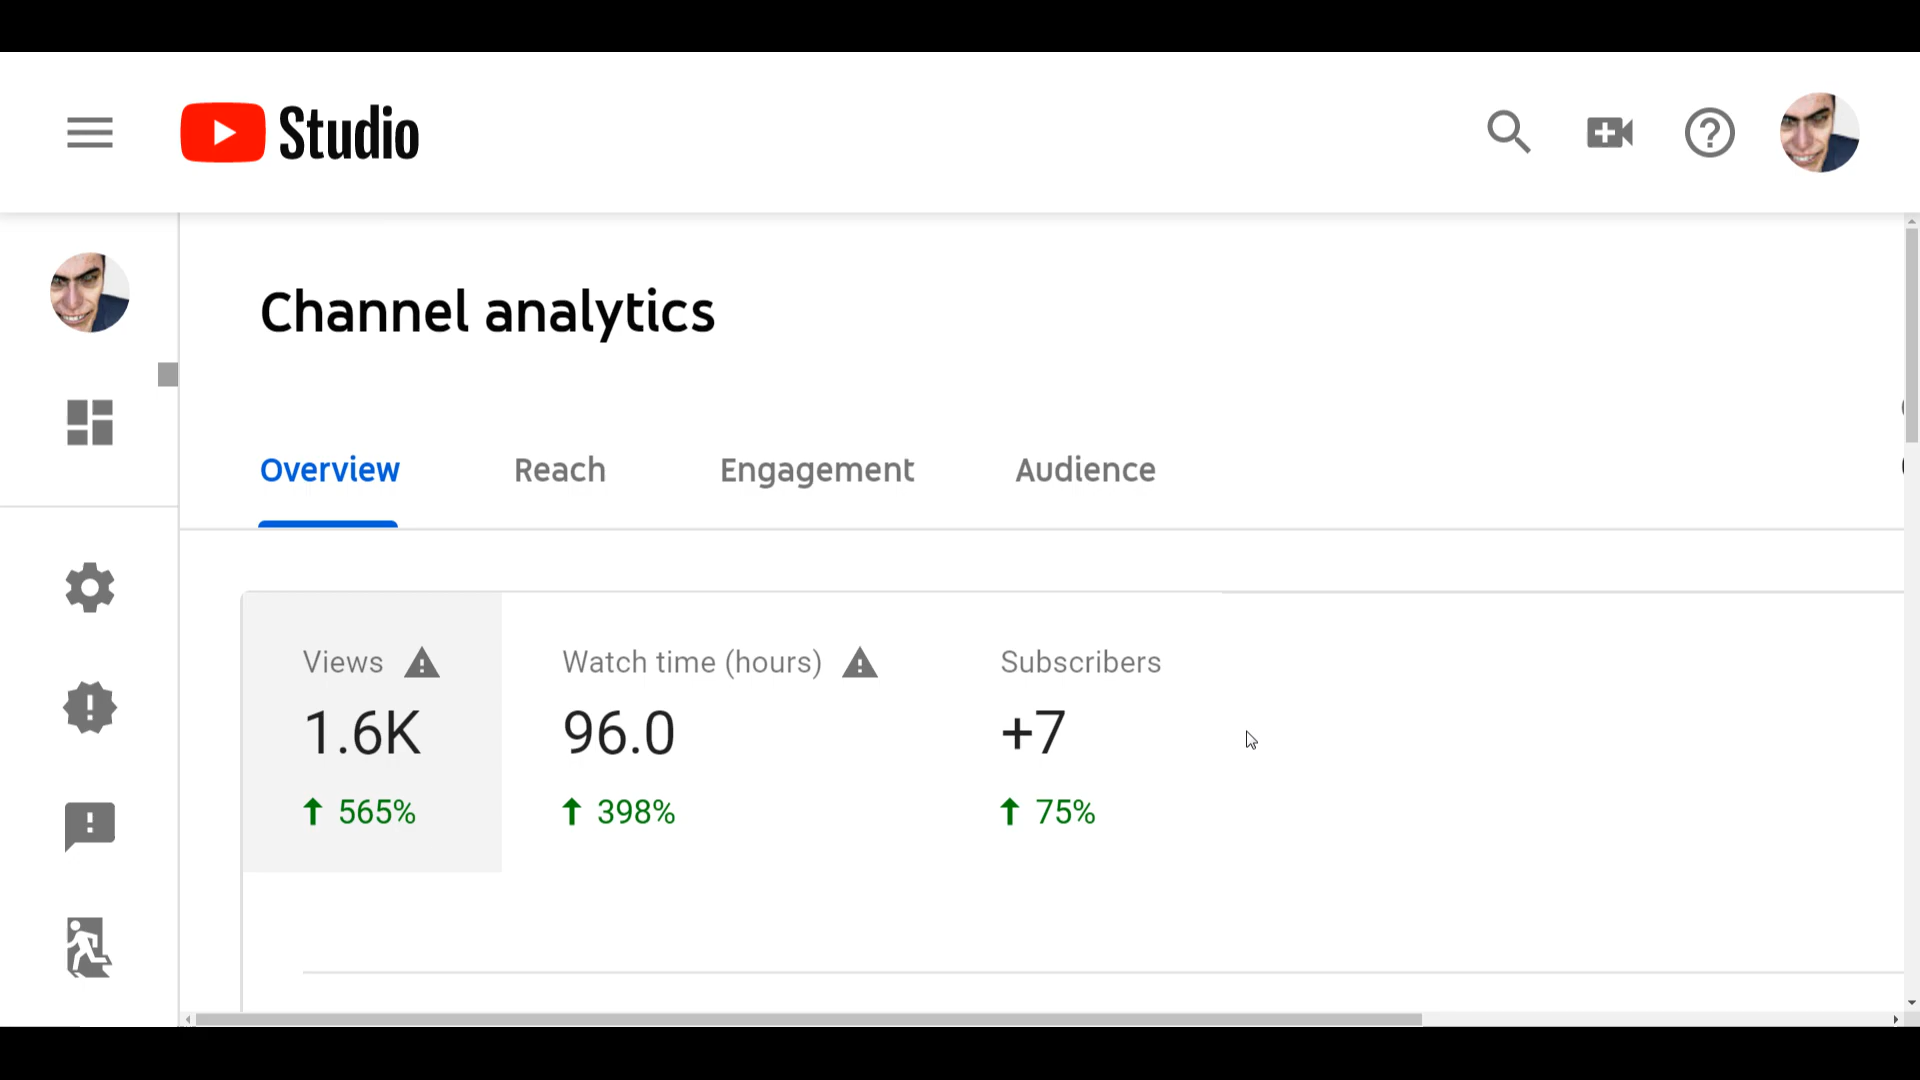 Studio
Channel analytics
Overview Reach Engagement Audience
Views Watch time (hours) Subscribers
1.6K 96.0 +7
565% 398% 75%